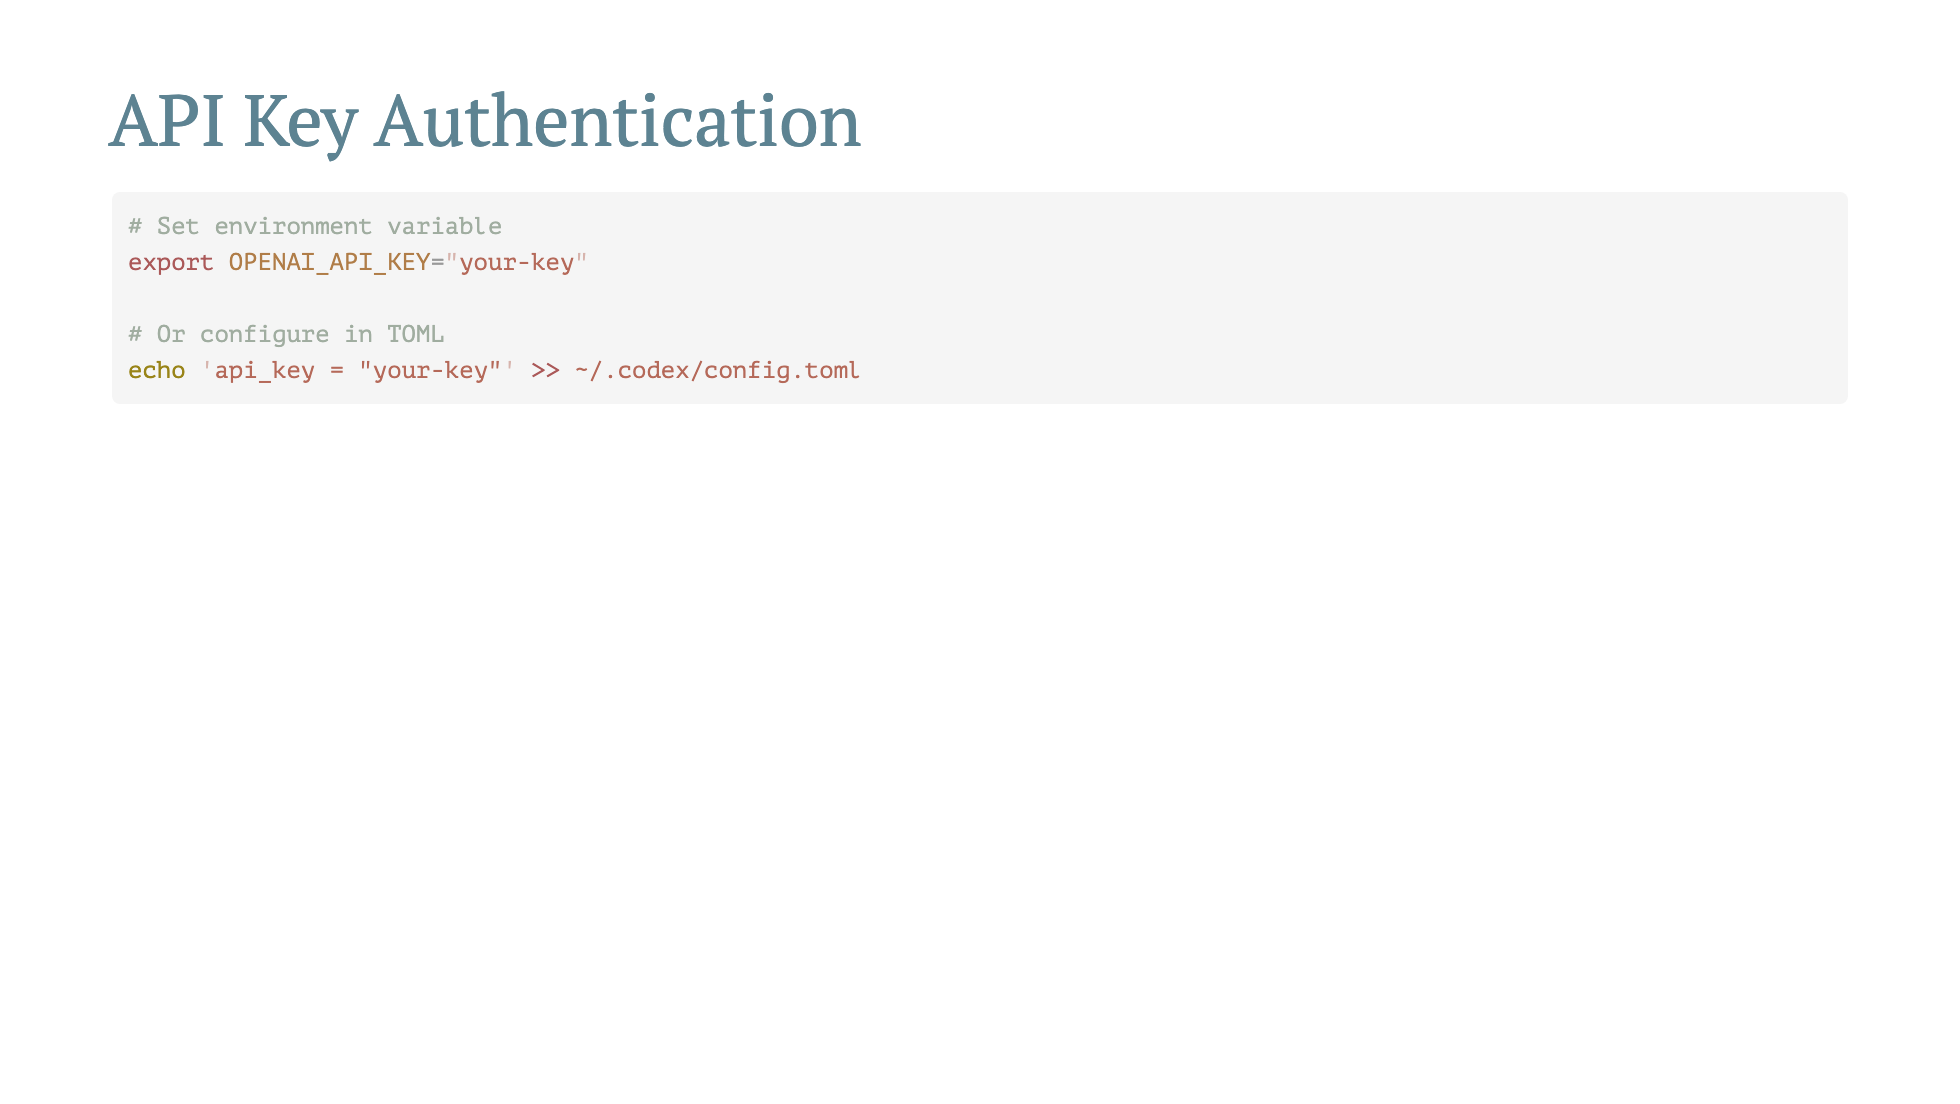 API Key Authentication
# Set environment variable
export OPENAI_API_KEY="your-key"
# Or configure in TOML
echo 'api_key = "your-key"' >> ~/.codex/config.toml